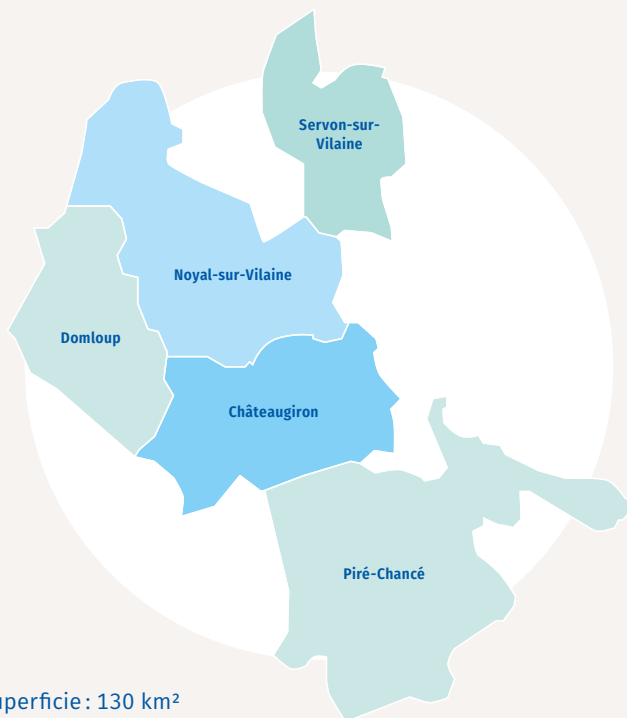 Servon-sur-
Vilaine
Noyal-sur-Vilaine
Domloup
Châteaugiron
Piré-Chancé
uperficie : 130 km²